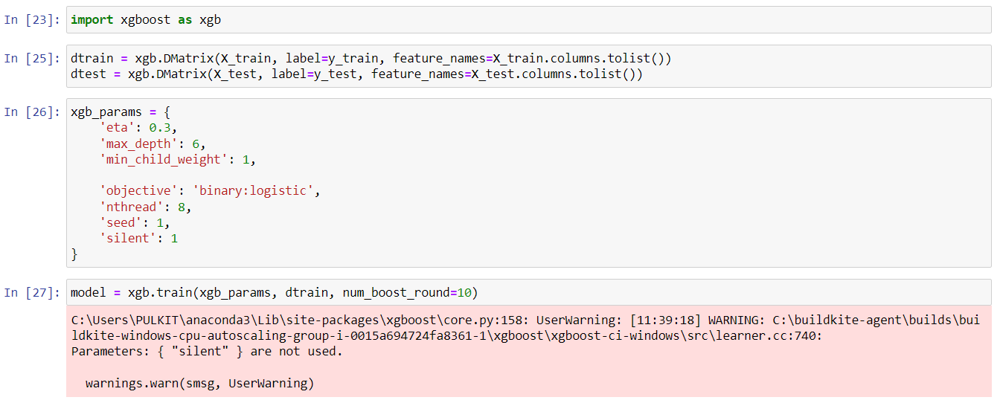 In [23]: import xgboost as xgb
In [25]: dtrain = xgb.DMatrix(X_train, label=y_train, feature_names=X_train.columns.tolist())
dtest = xgb.DMatrix(X_test, label=y_test, feature_names=X_test.columns.tolist())
In [26]: xgb_params = {
    'eta': 0.3,
    'max_depth': 6,
    'min_child_weight': 1,
    'objective': 'binary:logistic',
    'nthread': 8,
    'seed': 1,
    'silent': 1
}
In [27]: model = xgb.train(xgb_params, dtrain, num_boost_round=10)
C:\Users\PULKIT\anaconda3\Lib\site-packages\xgboost\core.py:158: UserWarning: [11:39:18] WARNING: C:\buildkite-agent\builds\bui
ldkite-windows-cpu-autoscaling-group-i-0015a694724fa8361-1\xgboost\xgboost-ci-windows\src\learner.cc:740:
Parameters: { "silent" } are not used.
  warnings.warn(smsg, UserWarning)